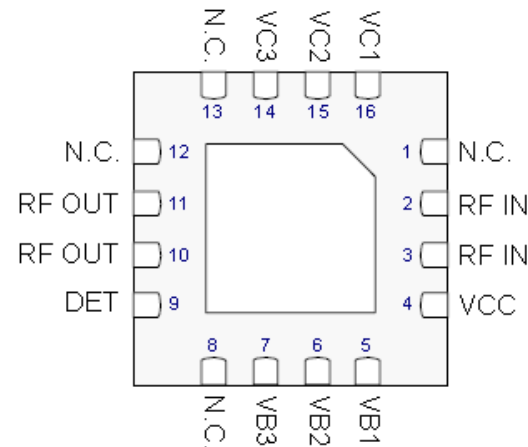 N.C. VC3 VC2 VC1
13 14 15 16
N.C. 12 1 N.C.
RF OUT 11 2 RF IN
RF OUT 10 3 RF IN
DET 9 4 VCC
8 7 6 5
N.C. VB3 VB2 VB1